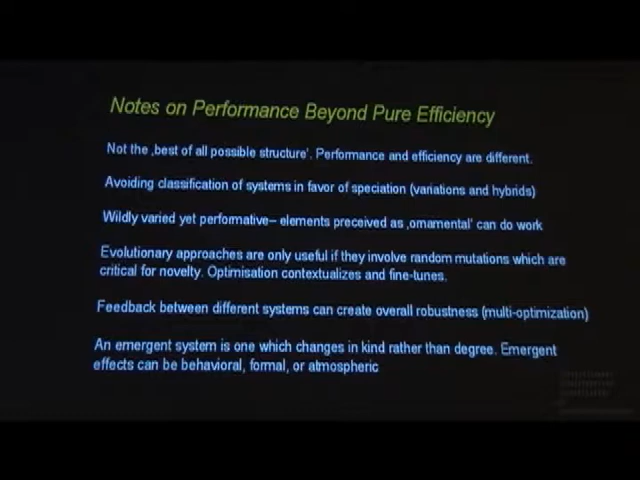 Notes on Performance Beyond Pure Efficiency
Not the ‚best of all possible structure'. Performance and efficiency are different.
Avoiding classification of systems in favor of speciation (variations and hybrids)
Wildly varied yet performative– elements preceived as ‚ornamental' can do work
Evolutionary approaches are only useful if they involve random mutations which are
critical for novelty. Optimisation contextualizes and fine-tunes.
Feedback between different systems can create overall robustness (multi-optimization)
An emergent system is one which changes in kind rather than degree. Emergent
effects can be behavioral, formal, or atmospheric